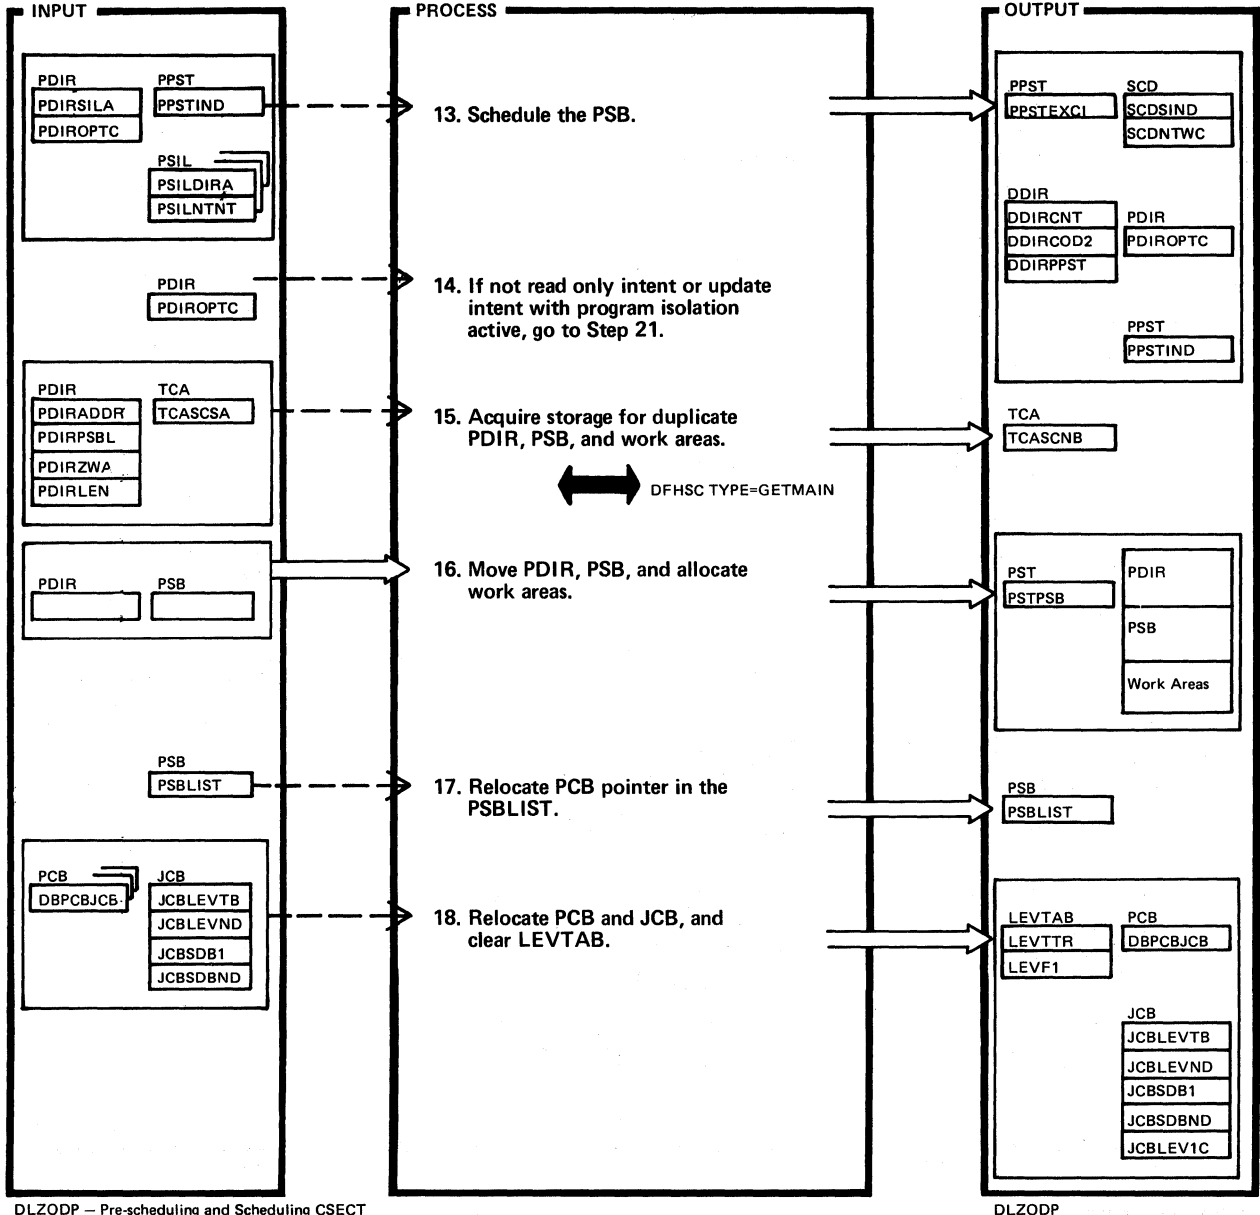 INPUT
PROCESS
OUTPUT
PDIR
PDIRSILA
PDIROPTC
PPST
PPSTIND
PSIL
PSILDIRA
PSILNTNT
13. Schedule the PSB.
PPST
PPSTEXCI
SCD
SCDSIND
SCDNTWC
DDIR
DDIRCNT
DDIRCOD2
DDIRPPST
PDIR
PDIROPTC
PPST
PPSTIND
PDIR
PDIROPTC
14. If not read only intent or update
intent with program isolation
active, go to Step 21.
PDIR
PDIRADDR
PDIRPSBL
PDIRZWA
PDIRLEN
TCA
TCASCSA
15. Acquire storage for duplicate
PDIR, PSB, and work areas.
DFHSC TYPE=GETMAIN
TCA
TCASCNB
PDIR
PSB
16. Move PDIR, PSB, and allocate
work areas.
PST
PSTPSB
PDIR
PSB
Work Areas
PSB
PSBLIST
17. Relocate PCB pointer in the
PSBLIST.
PSB
PSBLIST
PCB
DBPCBJCB
JCB
JCBLEVTB
JCBLEVND
JCBSDB1
JCBSDBND
18. Relocate PCB and JCB, and
clear LEVTAB.
LEVTAB
LEVTTR
LEVF1
PCB
DBPCBJCB
JCB
JCBLEVTB
JCBLEVND
JCBSDB1
JCBSDBND
JCBLEV1C
DLZODP — Pre-scheduling and Scheduling CSECT
DLZODP